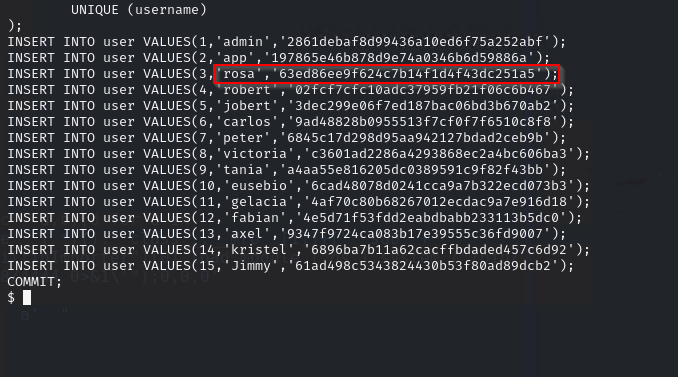 UNIQUE (username)
);
INSERT INTO user VALUES(1,'admin','2861debaf8d99436a10ed6f75a252abf');
INSERT INTO user VALUES(2,'app','197865e46b878d9e74a0346b6d59886a');
INSERT INTO user VALUES(3,'rosa','63ed86ee9f624c7b14f1d4f43dc251a5');
INSERT INTO user VALUES(4,'robert','02fcf7cfc10adc37959fb21f06c6b467');
INSERT INTO user VALUES(5,'jobert','3dec299e06f7ed187bac06bd3b670ab2');
INSERT INTO user VALUES(6,'carlos','9ad48828b0955513f7cf0f7f6510c8f8');
INSERT INTO user VALUES(7,'peter','6845c17d298d95aa942127bdad2ceb9b');
INSERT INTO user VALUES(8,'victoria','c3601ad2286a4293868ec2a4bc606ba3');
INSERT INTO user VALUES(9,'tania','a4aa55e816205dc0389591c9f82f43bb');
INSERT INTO user VALUES(10,'eusebio','6cad48078d0241cca9a7b322ecd073b3');
INSERT INTO user VALUES(11,'gelacia','4af70c80b68267012ecdac9a7e916d18');
INSERT INTO user VALUES(12,'fabian','4e5d71f53fdd2eabdbabb233113b5dc0');
INSERT INTO user VALUES(13,'axel','9347f9724ca083b17e39555c36fd9007');
INSERT INTO user VALUES(14,'kristel','6896ba7b11a62cacffbdaded457c6d92');
INSERT INTO user VALUES(15,'Jimmy','61ad498c5343824430b53f80ad89dcb2');
COMMIT;
$